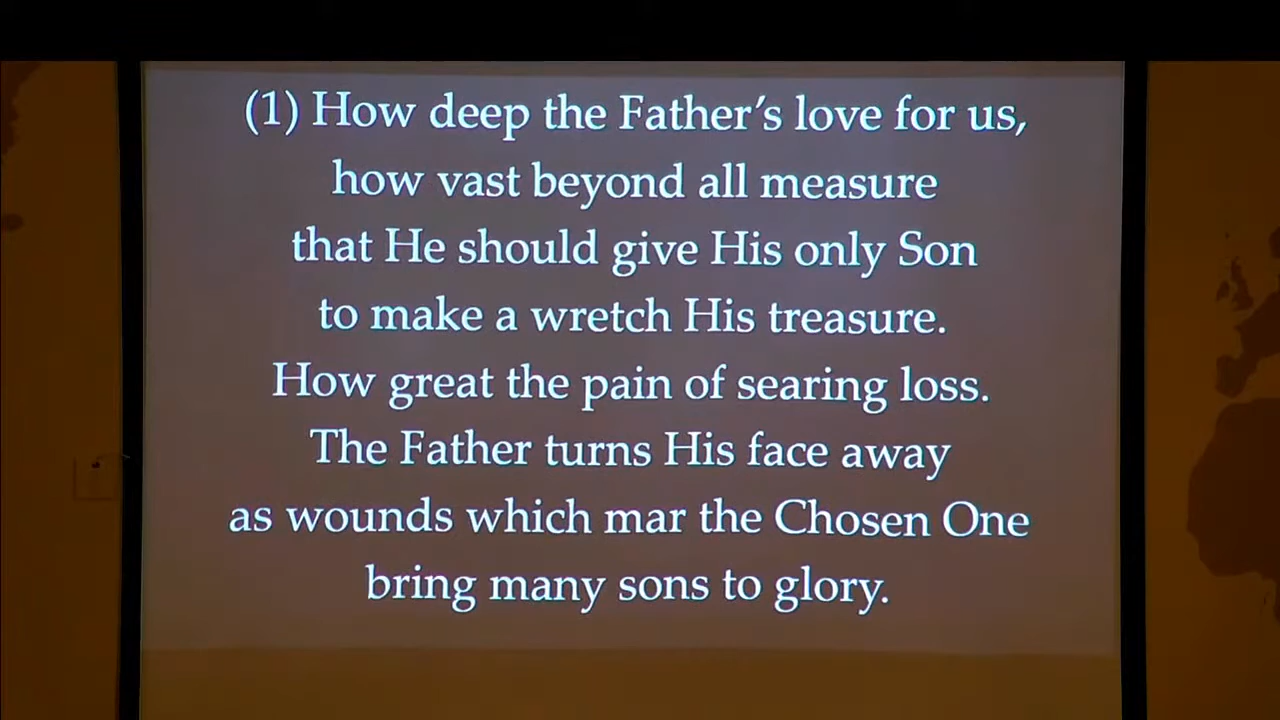 (1) How deep the Father's love for us,
how vast beyond all measure
that He should give His only Son
to make a wretch His treasure.
How great the pain of searing loss.
The Father turns His face away
as wounds which mar the Chosen One
bring many sons to glory.